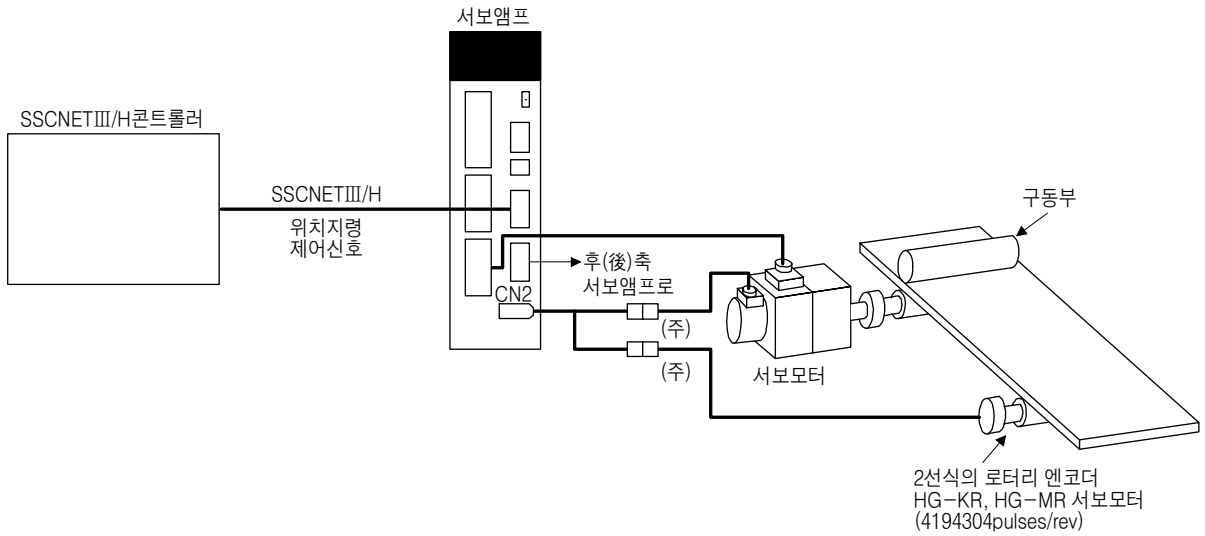 서보앰프
SSCNETⅢ/H콘트롤러
SSCNETⅢ/H
위치지령
제어신호
구동부
후(後)축
서보앰프로
CN2
(주)
(주)
서보모터
2선식의 로터리 엔코더
HG-KR, HG-MR 서보모터
(4194304pulses/rev)